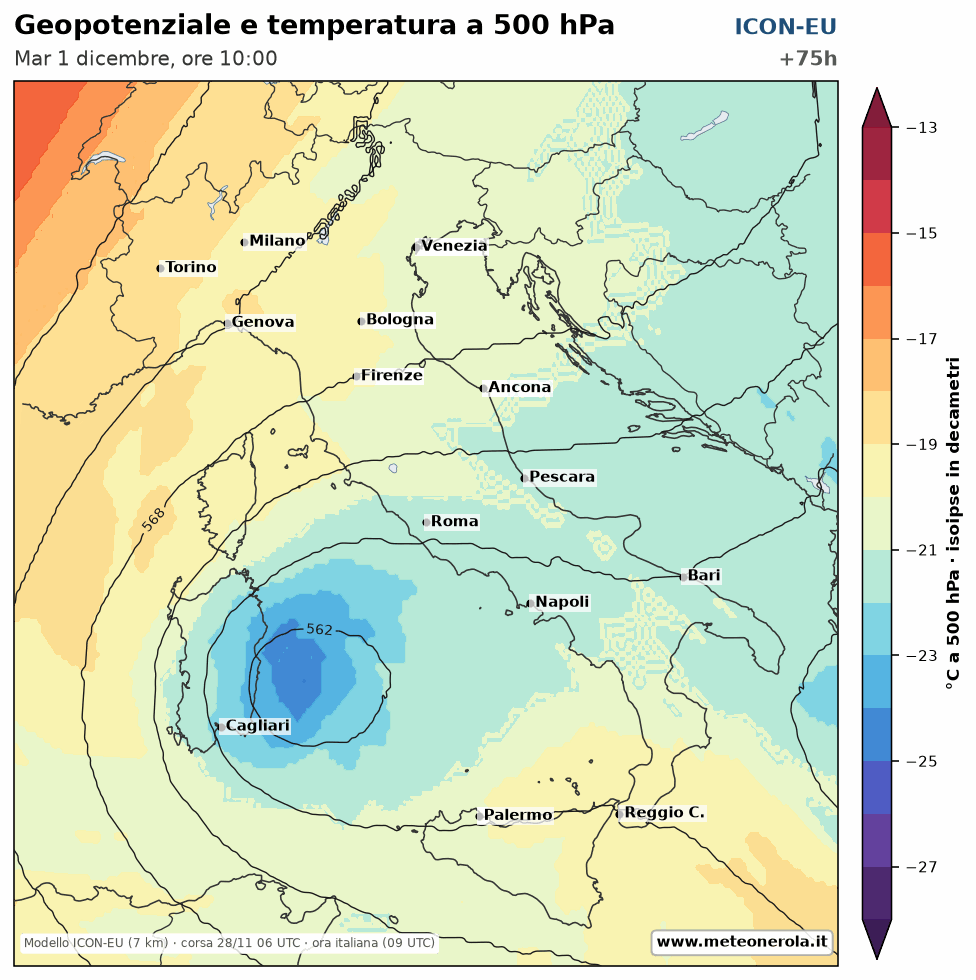 Geopotenziale e temperatura a 500 hPa
ICON-EU
Mar 1 dicembre, ore 10:00
+75h
−13
−15
−17
−19
−21
−23
−25
−27
°C a 500 hPa · isoipse in decametri
Milano
Venezia
Torino
Genova
Bologna
Firenze
Ancona
Pescara
568
Roma
Bari
Napoli
562
Cagliari
Palermo
Reggio C.
Modello ICON-EU (7 km) · corsa 28/11 06 UTC · ora italiana (09 UTC)
www.meteonerola.it